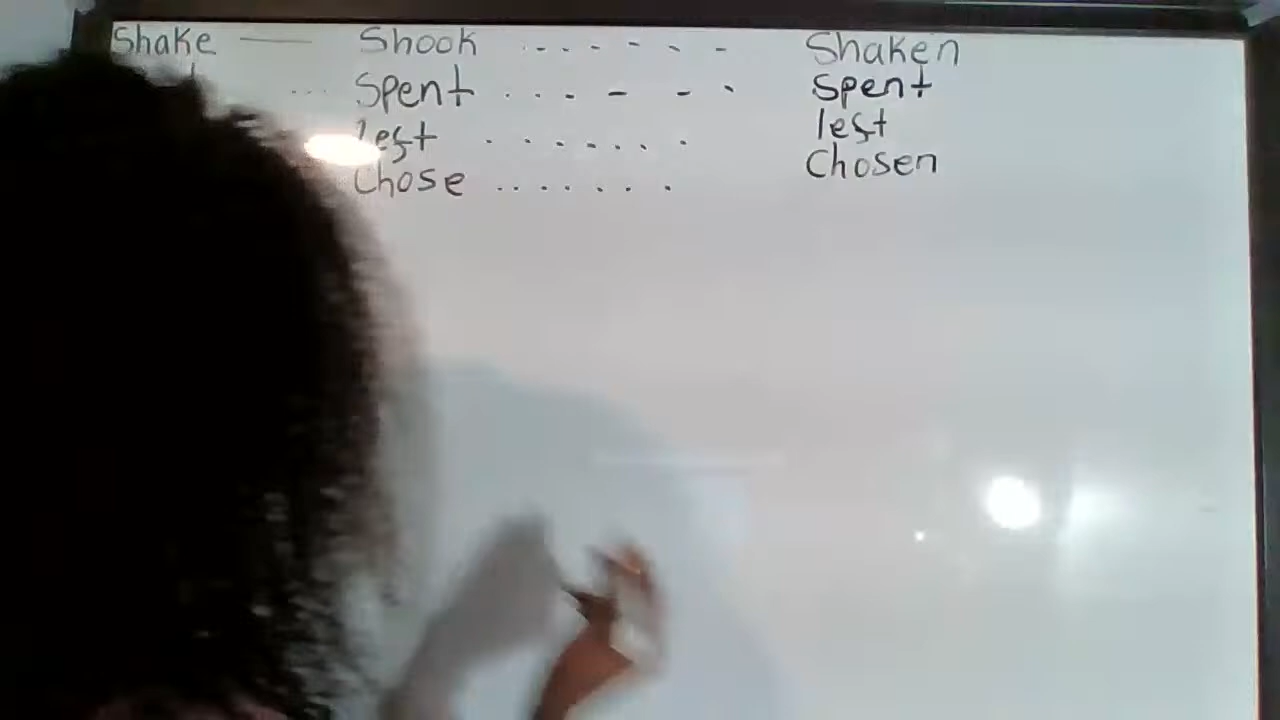 Shake —— Shook ...... Shaken
... Spent ...... Spent
lest ....... lest
Chose ....... Chosen